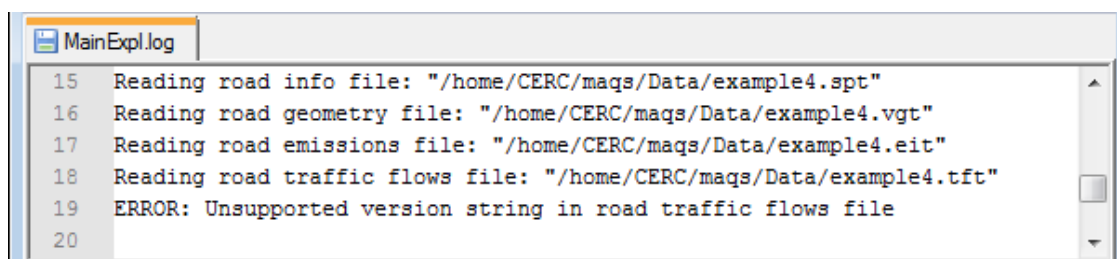 MainExpl.log
15 Reading road info file: "/home/CERC/maqs/Data/example4.spt"
16 Reading road geometry file: "/home/CERC/maqs/Data/example4.vgt"
17 Reading road emissions file: "/home/CERC/maqs/Data/example4.eit"
18 Reading road traffic flows file: "/home/CERC/maqs/Data/example4.tft"
19 ERROR: Unsupported version string in road traffic flows file
20